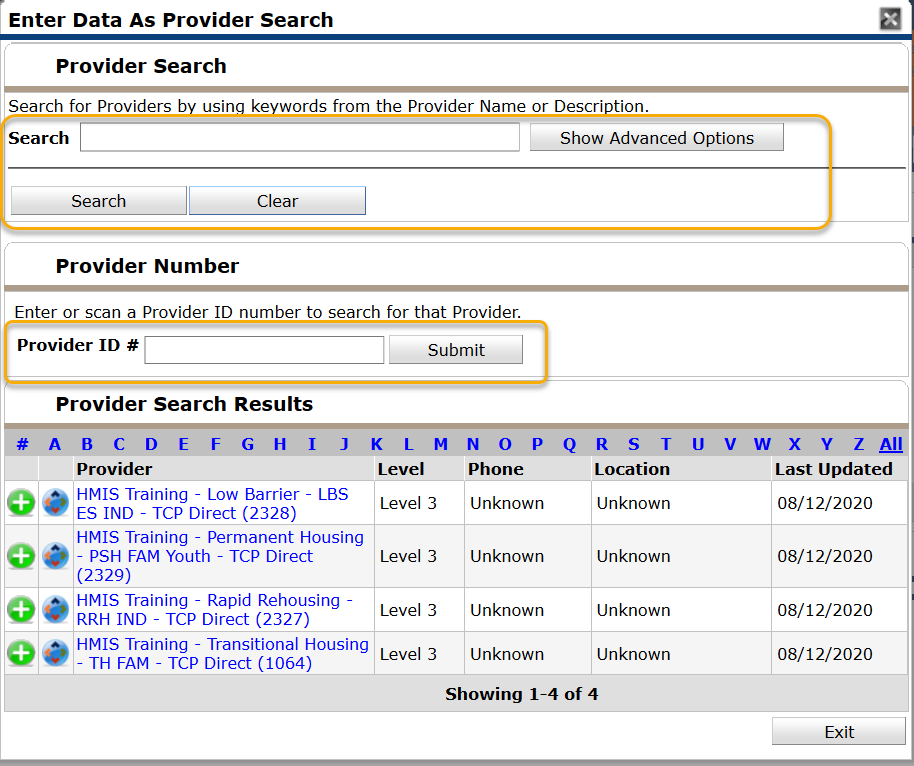 Enter Data As Provider Search
Provider Search
Search for Providers by using keywords from the Provider Name or Description.
Search Show Advanced Options
Search Clear
Provider Number
Enter or scan a Provider ID number to search for that Provider.
Provider ID # Submit
Provider Search Results
# A B C D E F G H I J K L M N O P Q R S T U V W X Y Z All
Provider Level Phone Location Last Updated
HMIS Training - Low Barrier - LBS
ES IND - TCP Direct (2328) Level 3 Unknown Unknown 08/12/2020
HMIS Training - Permanent Housing
- PSH FAM Youth - TCP Direct Level 3 Unknown Unknown 08/12/2020
(2329)
HMIS Training - Rapid Rehousing -
RRH IND - TCP Direct (2327) Level 3 Unknown Unknown 08/12/2020
HMIS Training - Transitional Housing
- TH FAM - TCP Direct (1064) Level 3 Unknown Unknown 08/12/2020
Showing 1-4 of 4
Exit